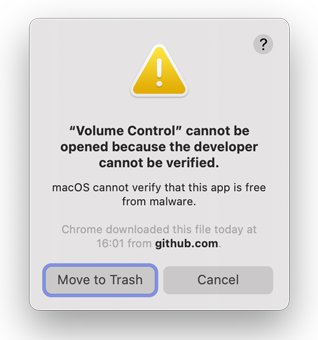 ?
“Volume Control” cannot be
opened because the developer
cannot be verified.
macOS cannot verify that this app is free
from malware.
Chrome downloaded this file today at
16:01 from github.com.
Move to Trash
Cancel